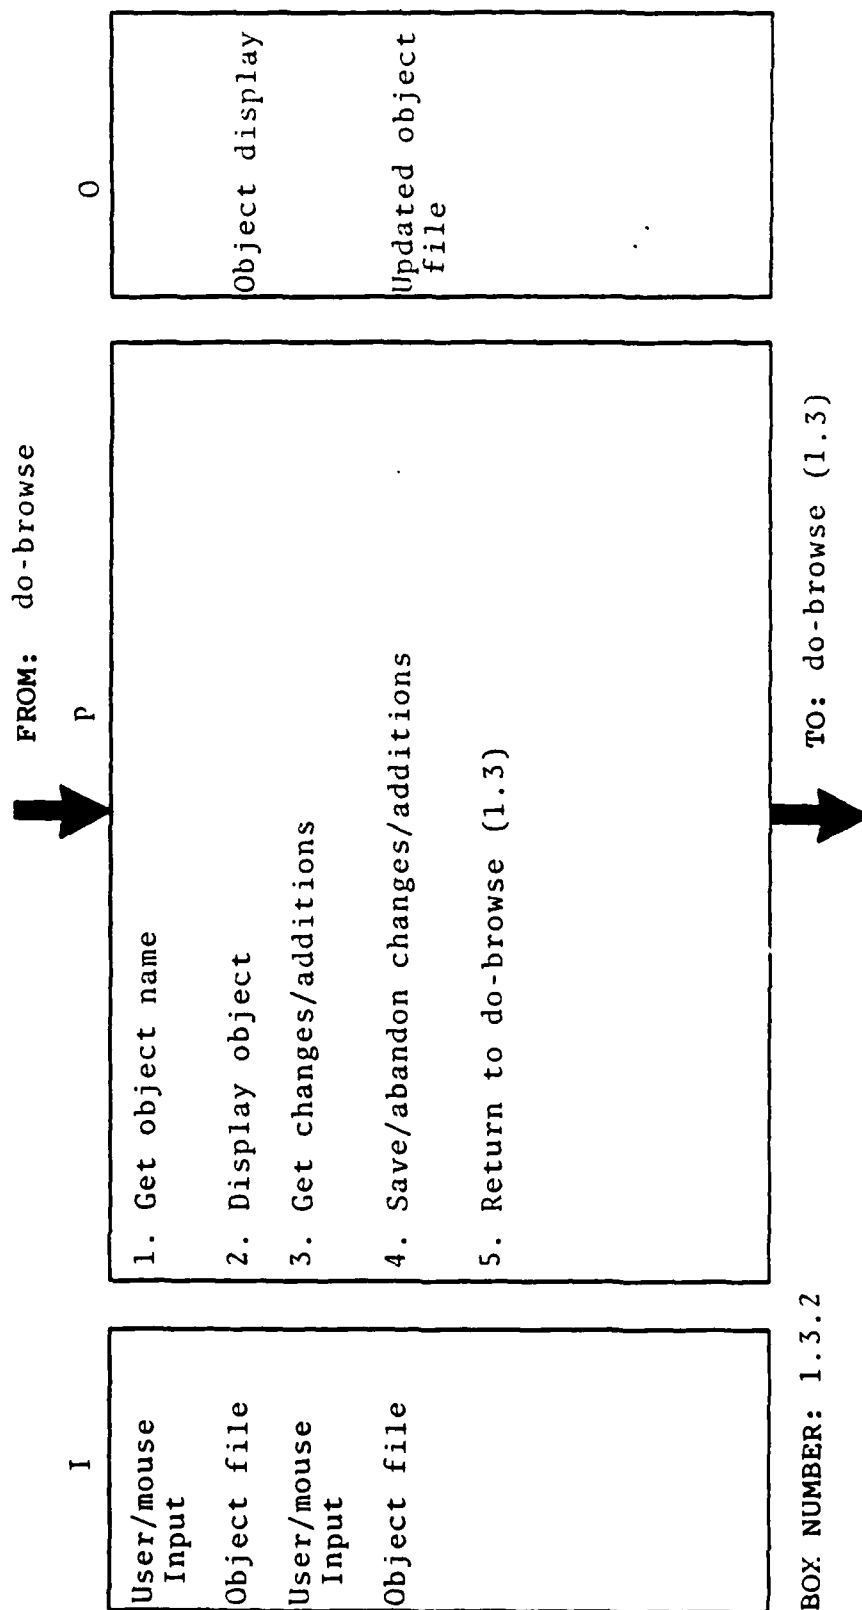 FROM: do-browse
I
P
O
User/mouse
Input
Object file
User/mouse
Input
Object file
1. Get object name
2. Display object
3. Get changes/additions
4. Save/abandon changes/additions
5. Return to do-browse (1.3)
Object display
Updated object
file
BOX NUMBER: 1.3.2
TO: do-browse (1.3)